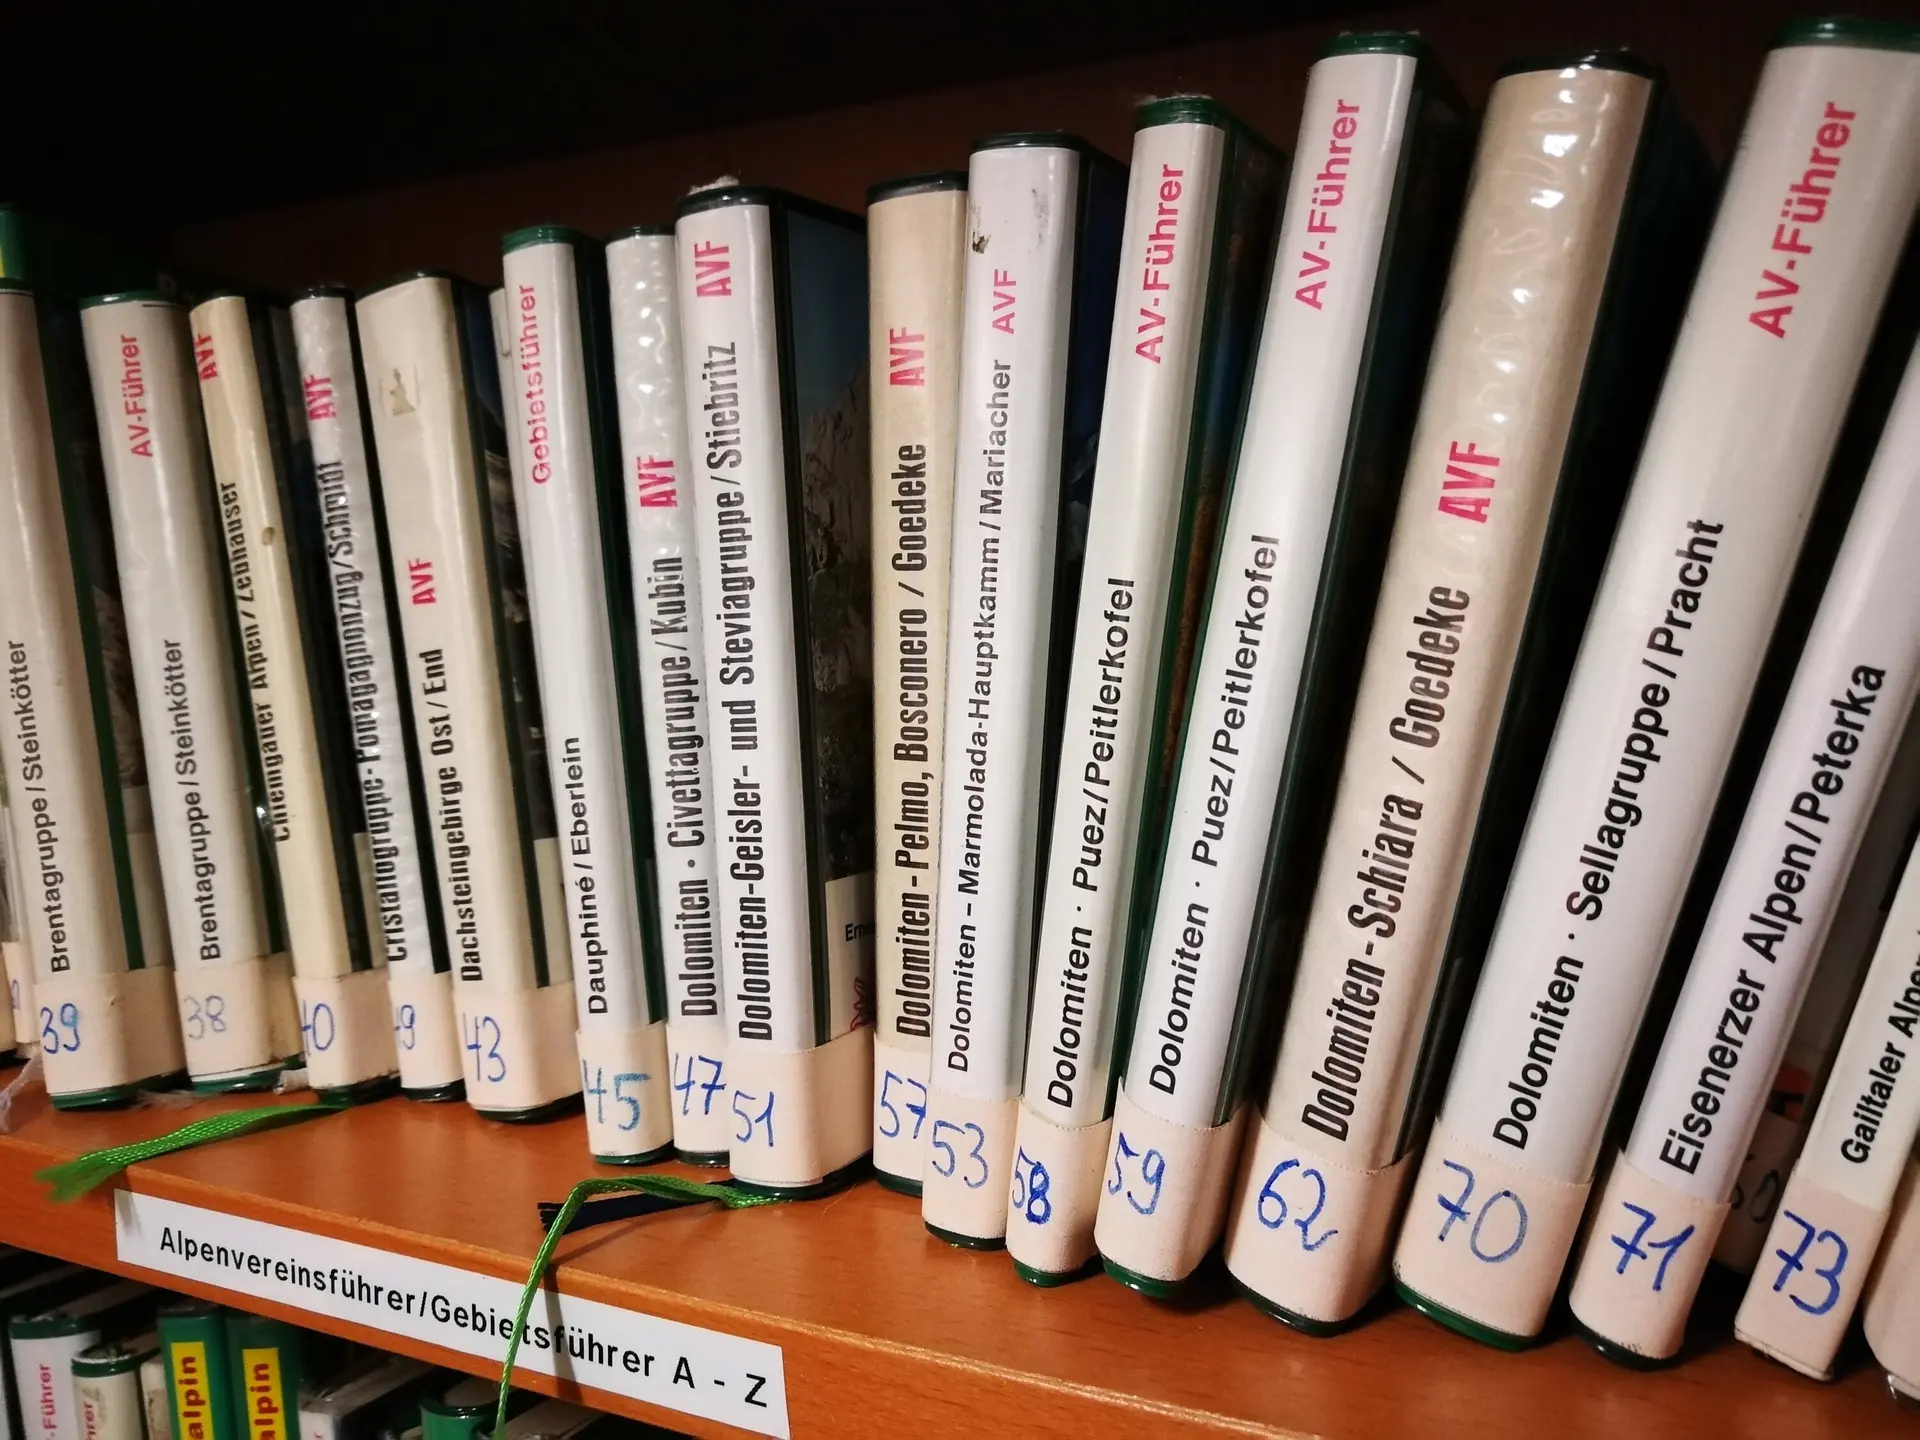 Brentagruppe / Steinkötter
39
AV-Führer
Brentagruppe / Steinkötter
38
AVF
Chiemgauer Alpen / Zebhauser
40
AVF
Cristallogruppe-Pomagagnonzug/Schmidt
AVF
Dachsteingebirge Ost / End
43
Gebietsführer
Dauphiné / Eberlein
45
AVF
Dolomiten · Civettagruppe / Kubin
47
AVF
Dolomiten-Geisler- und Steviagruppe / Stiebritz
51
AVF
Dolomiten - Pelmo, Bosconero / Goedeke
57
AVF
Dolomiten – Marmolada-Hauptkamm / Mariacher
53
AV-Führer
Dolomiten · Puez/Peitlerkofel
58
AV-Führer
Dolomiten · Puez/Peitlerkofel
59
AVF
Dolomiten - Schiara / Goedeke
62
AV-Führer
Dolomiten · Sellagruppe / Pracht
70
Eisenerzer Alpen/Peterka
71
Gailtaler
73
Alpenvereinsführer/Gebietsführer A - Z
-Führer
alpin
alpin